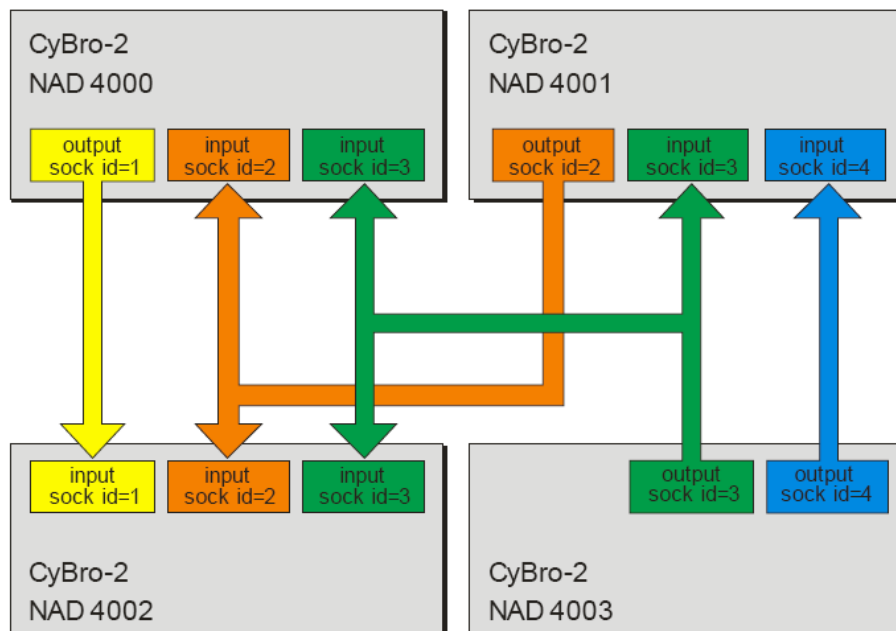 CyBro-2
NAD 4000
output
sock id=1
input
sock id=2
input
sock id=3
CyBro-2
NAD 4001
output
sock id=2
input
sock id=3
input
sock id=4
input
sock id=1
input
sock id=2
input
sock id=3
CyBro-2
NAD 4002
output
sock id=3
output
sock id=4
CyBro-2
NAD 4003